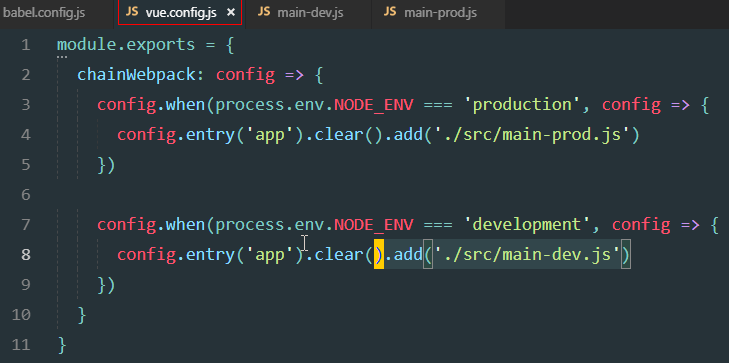 babel.config.js JS vue.config.js × JS main-dev.js JS main-prod.js
1 module.exports = {
2 chainWebpack: config => {
3 config.when(process.env.NODE_ENV === 'production', config => {
4 config.entry('app').clear().add('./src/main-prod.js')
5 })
6
7 config.when(process.env.NODE_ENV === 'development', config => {
8 config.entry('app').clear().add('./src/main-dev.js')
9 })
10 }
11 }